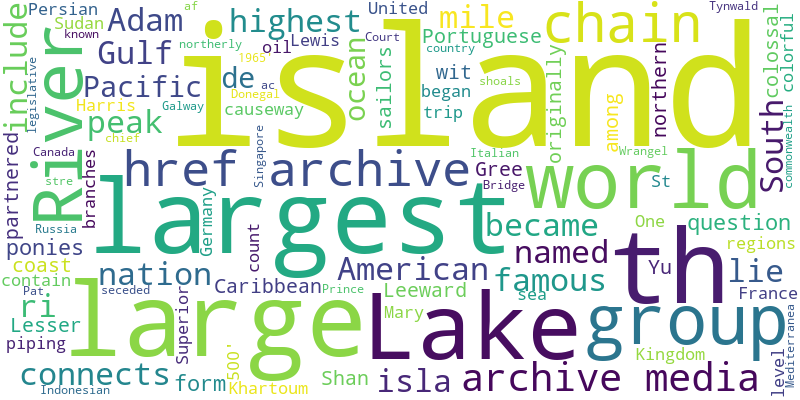 Persian af United Tynwald
Sudan Adam highest mile chain
known northerly oil Lewis Court Portuguese
include Gulf ocean country colossal colorful
River island
Pacific de 1965 ac sailors wit shoals originally among northern
legislative Harris Galway Donegal causeway began
peak chief trip
Canada Singapore Italian Wrangel South commonwealth
partnered stre branches href archive Gree world
Bridge St
largest Germany became One question
Russia th
ponies count named Yu regions
coast nation American lie
contain Pat seceded Caribbean Prince Leeward famous France
ri large Lake sea group
Lesser Superior Mary
piping Kingdom level Mediterranea
connects form 500' Shan isla archive media
Indonesian Khartoum